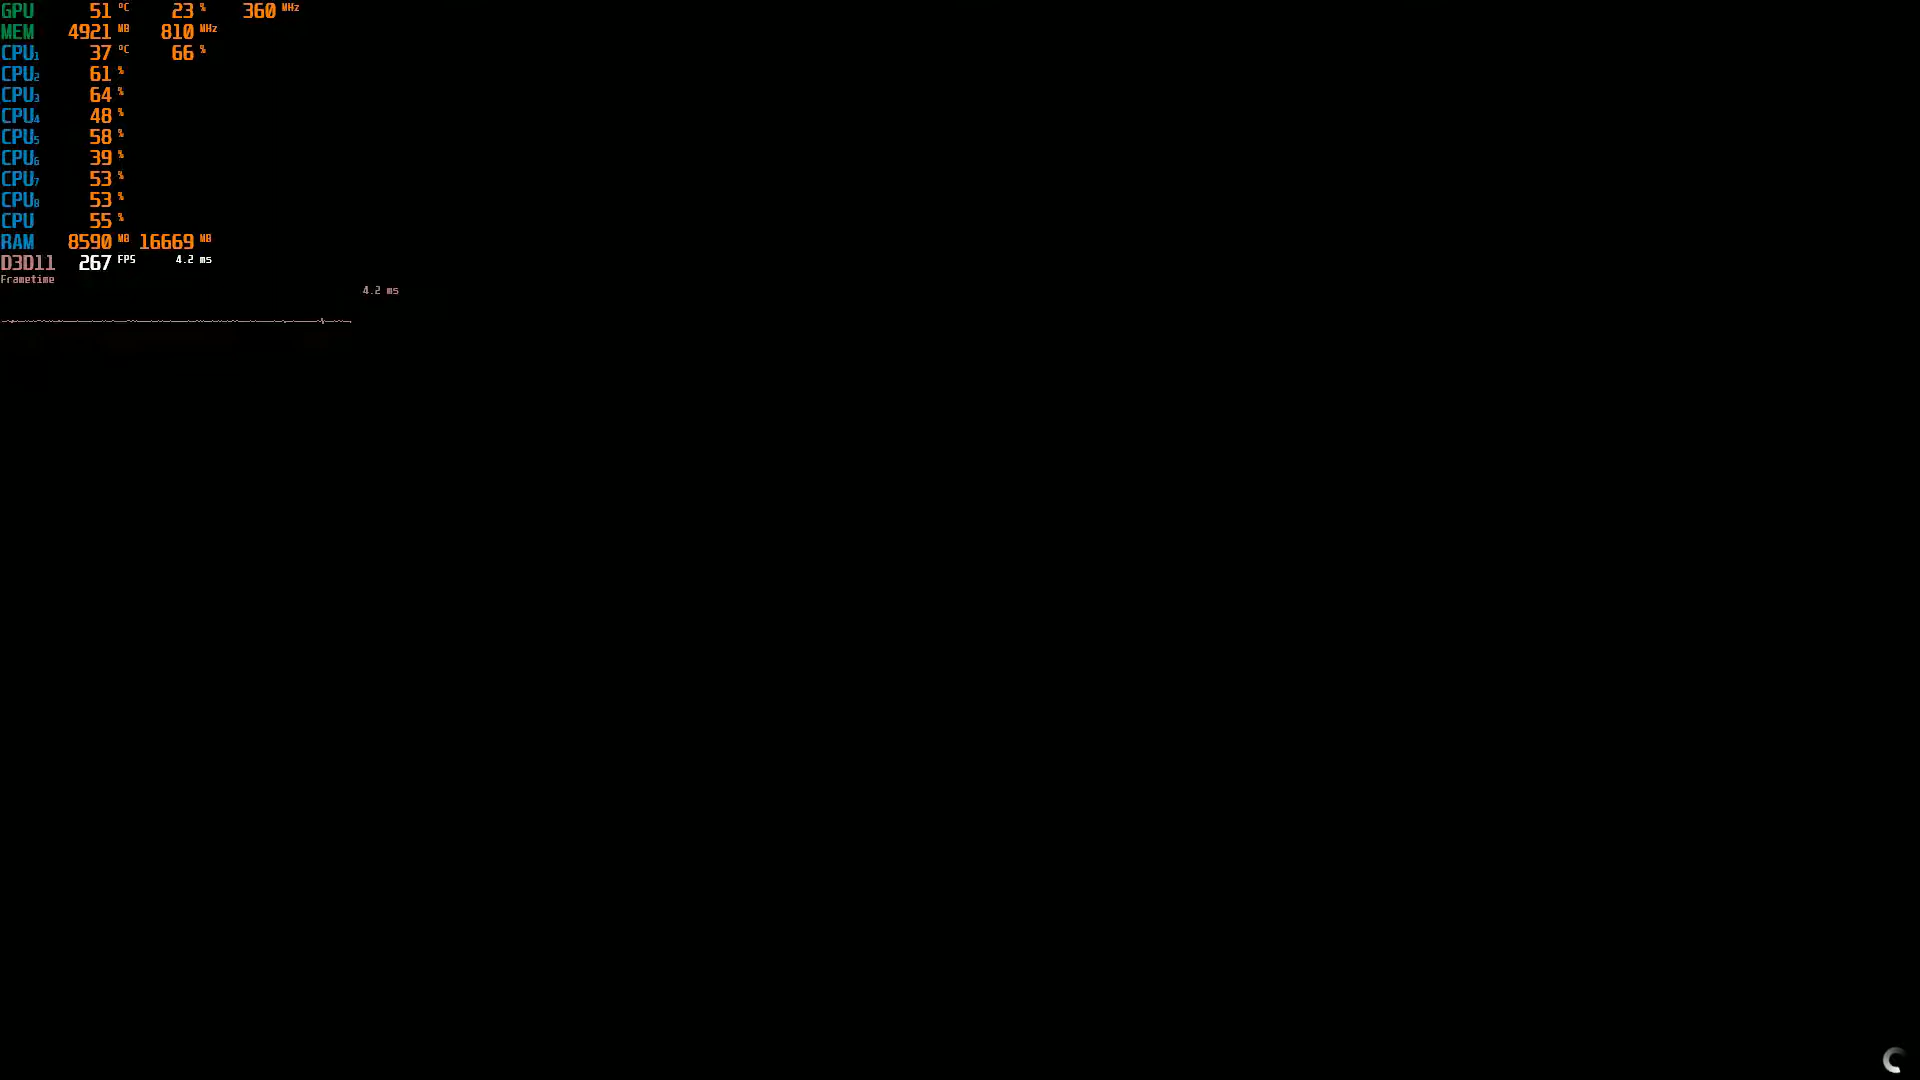 GPU 51 °C 23 % 360 MHz
MEM 4921 MB 810 MHz
CPU1 37 °C 66 %
CPU2 61 %
CPU3 64 %
CPU4 48 %
CPU5 58 %
CPU6 39 %
CPU7 53 %
CPU8 53 %
CPU 55 %
RAM 8590 MB 16669 MB
D3D11 267 FPS 4.2 ms
Frametime
4.2 ms